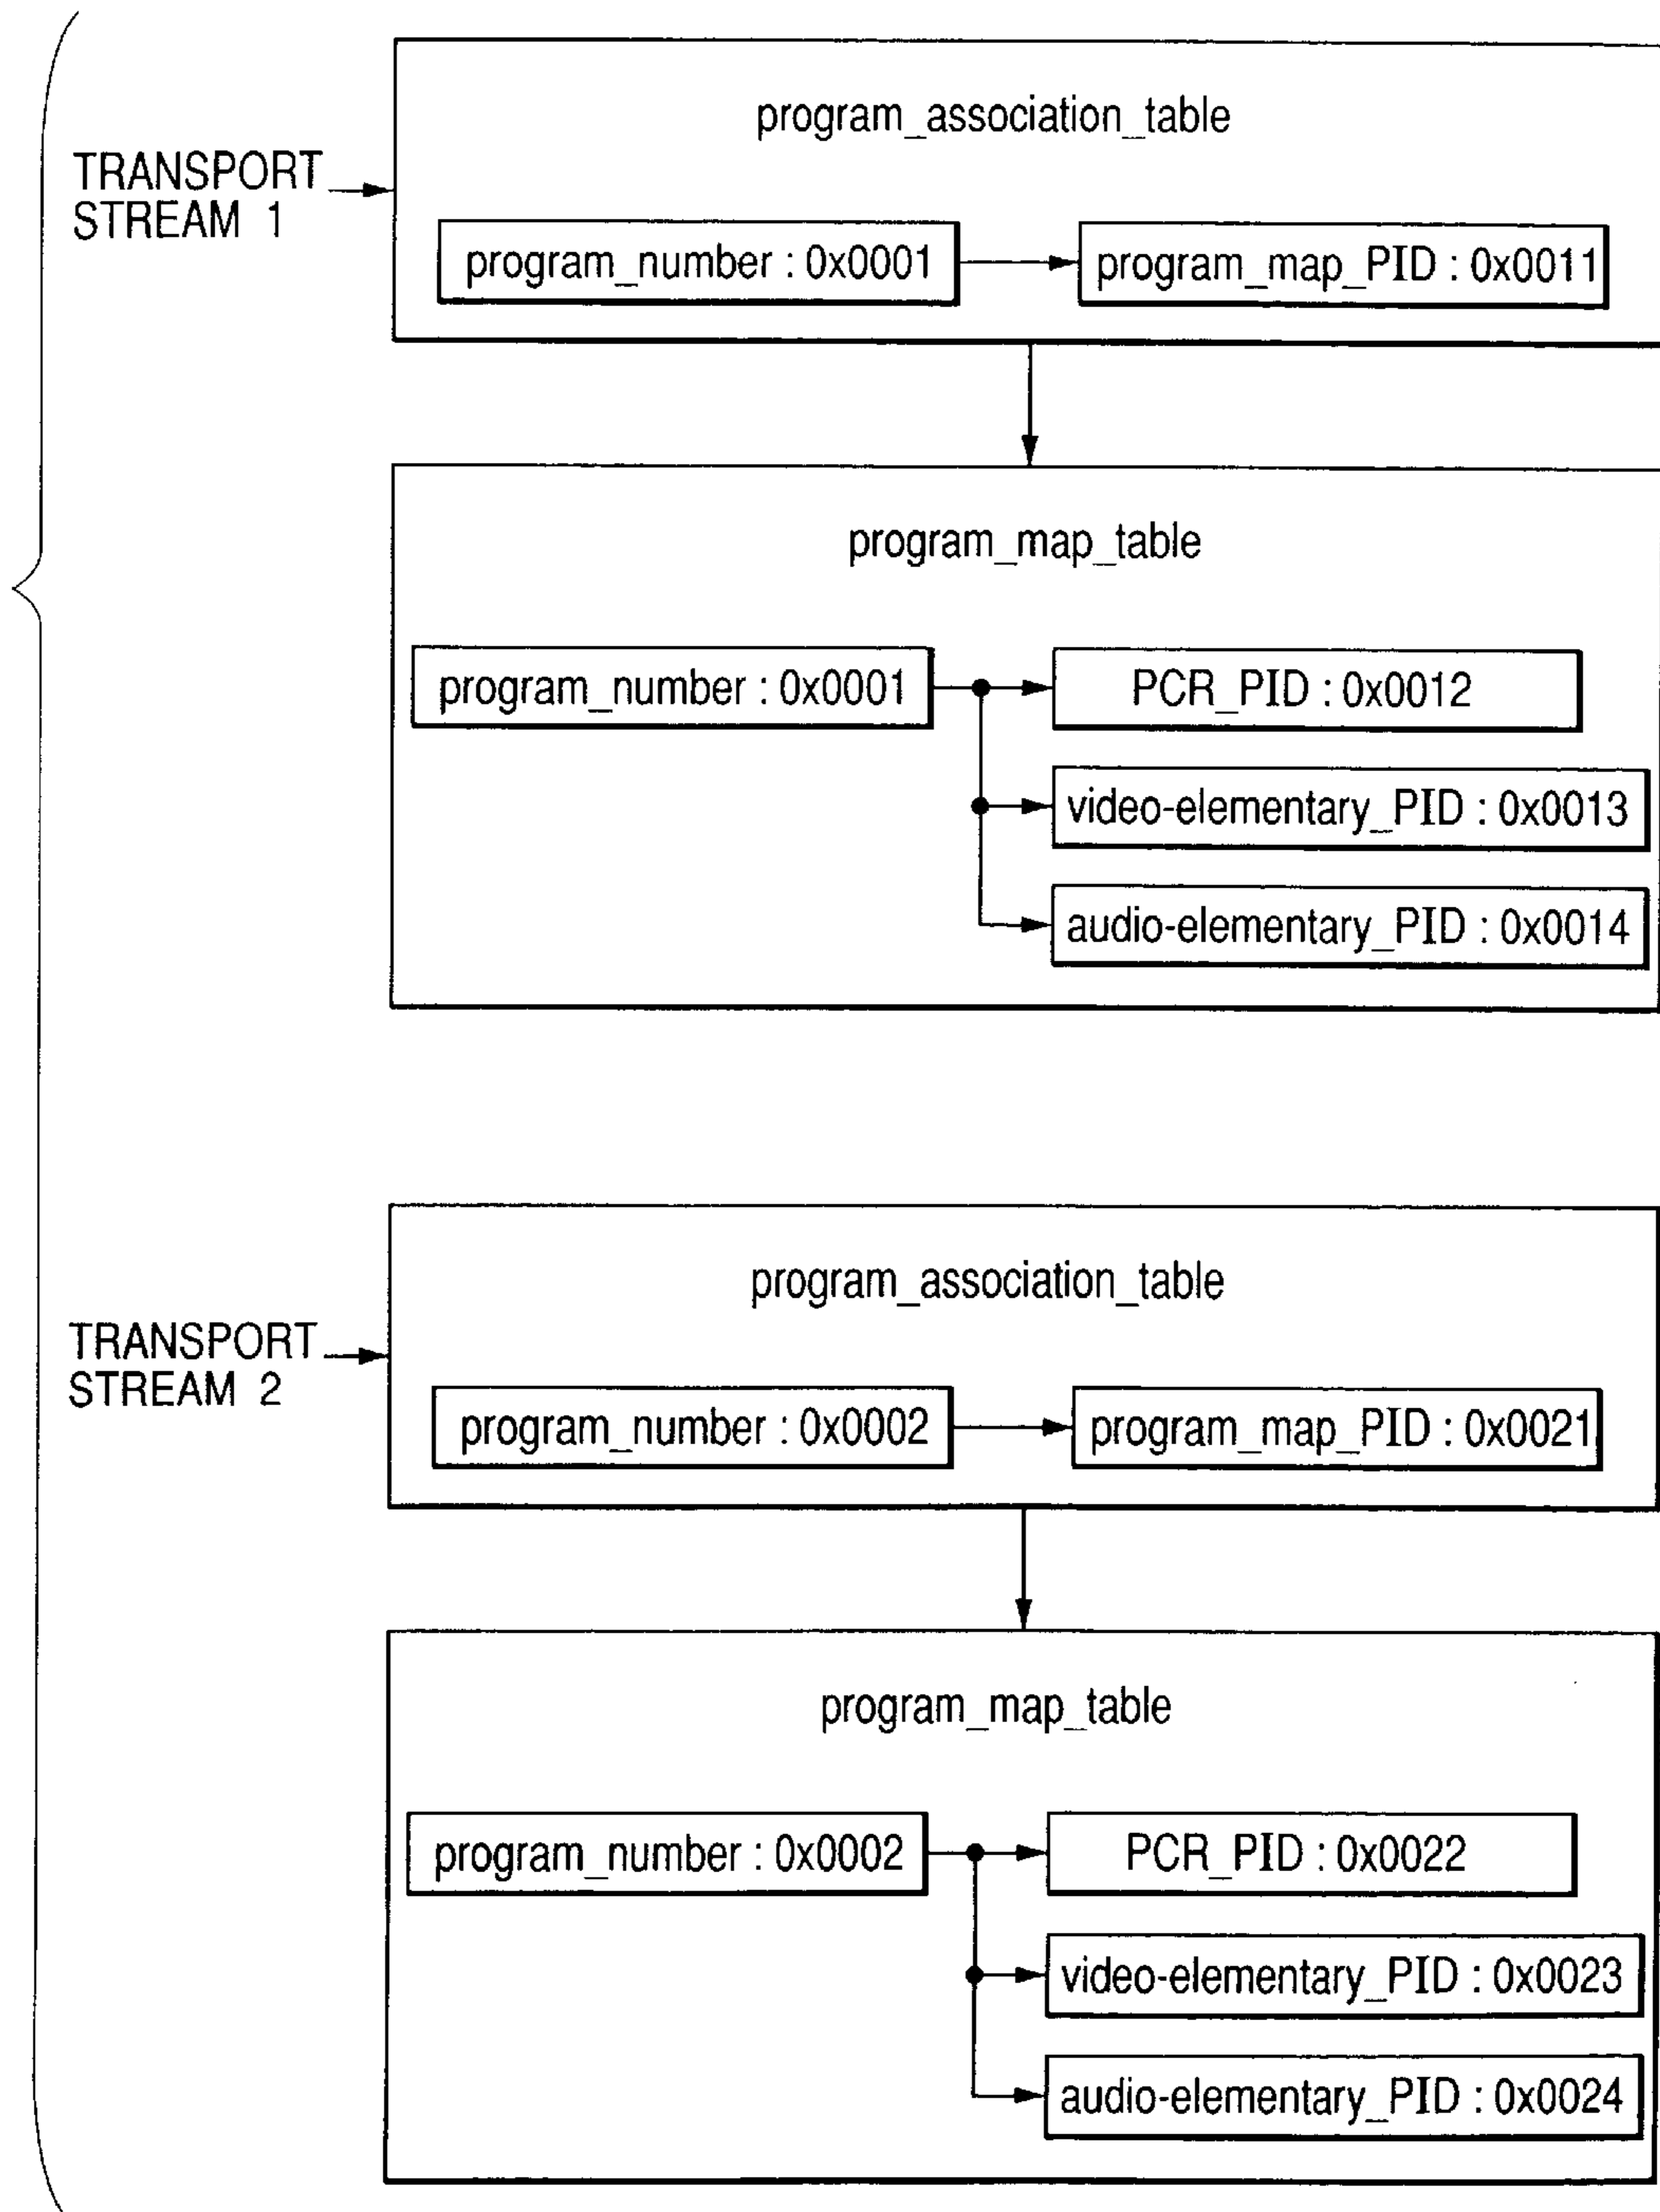 program_association_table
TRANSPORT
STREAM 1
program_number : 0x0001
program_map_PID : 0x0011
program_map_table
program_number : 0x0001
PCR_PID : 0x0012
video-elementary_PID : 0x0013
audio-elementary_PID : 0x0014
program_association_table
TRANSPORT
STREAM 2
program_number : 0x0002
program_map_PID : 0x0021
program_map_table
program_number : 0x0002
PCR_PID : 0x0022
video-elementary_PID : 0x0023
audio-elementary_PID : 0x0024